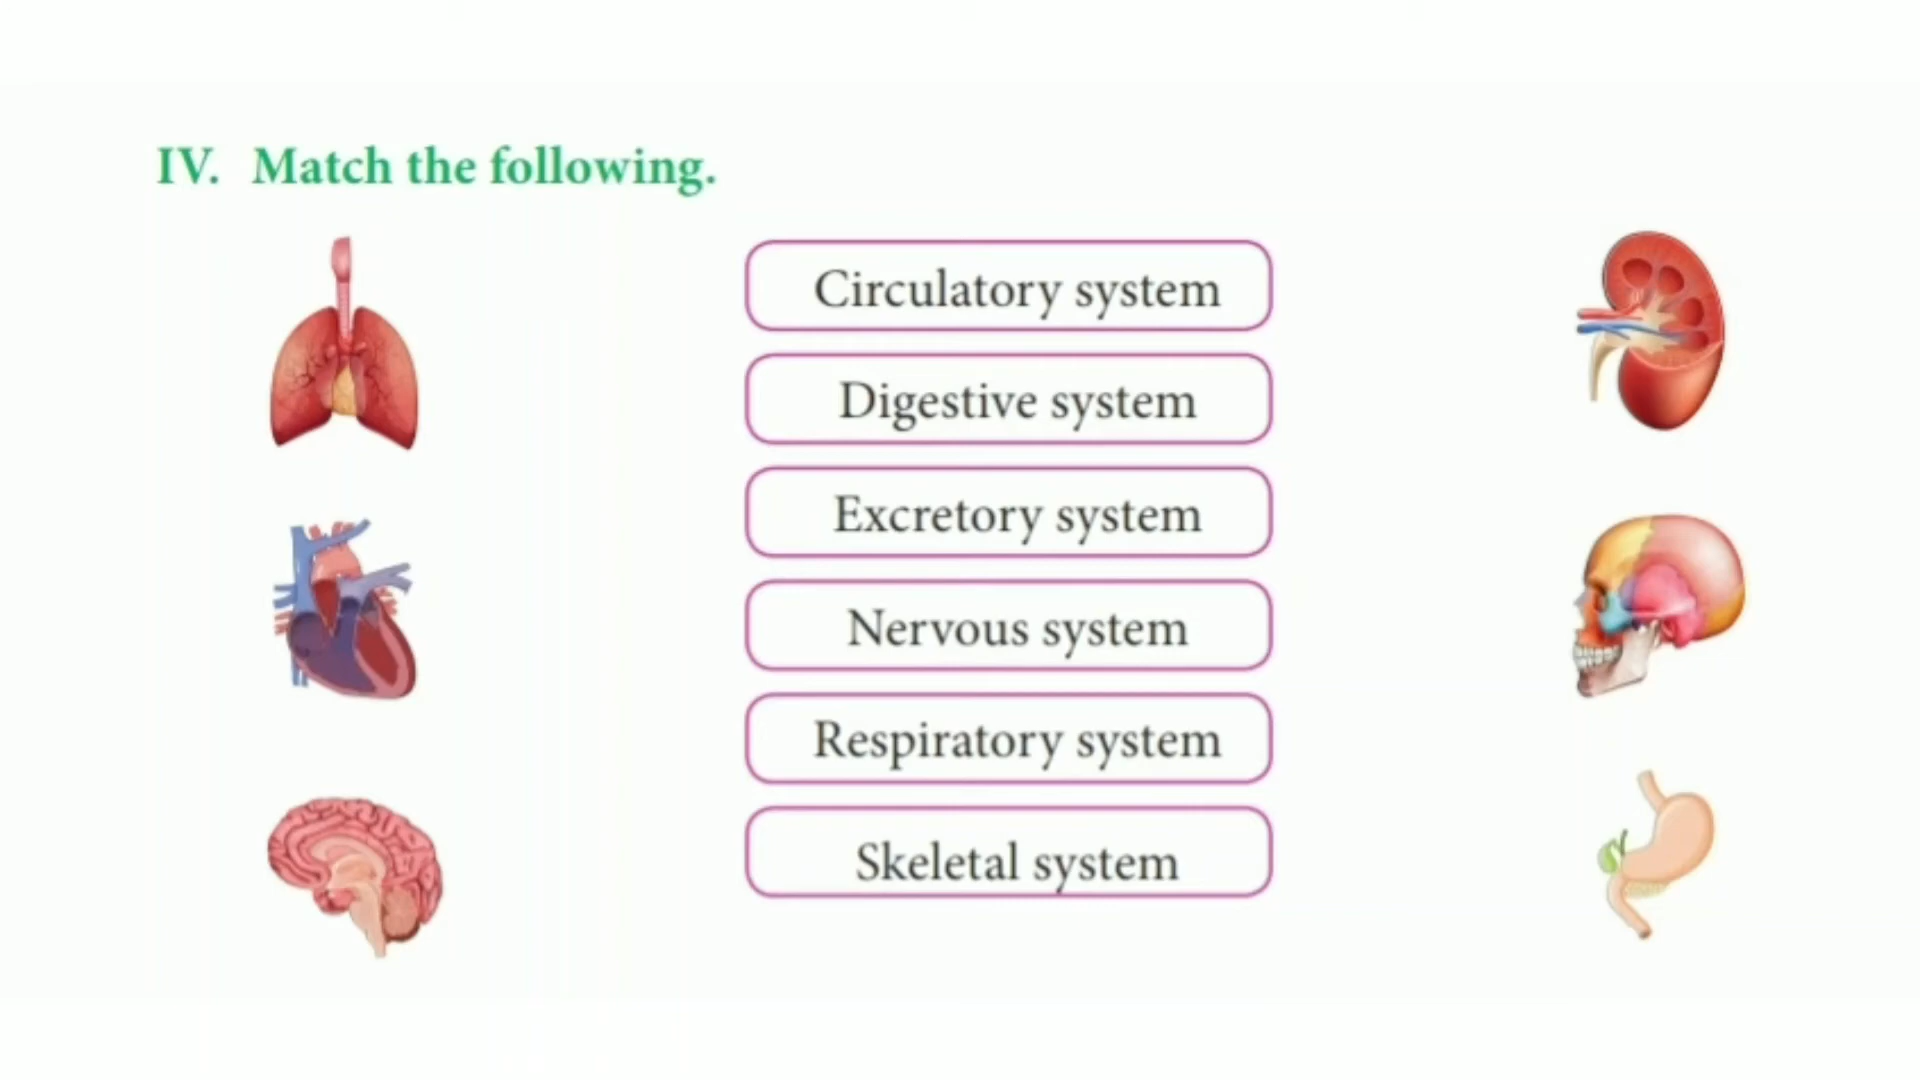 IV. Match the following.
Circulatory system
Digestive system
Excretory system
Nervous system
Respiratory system
Skeletal system